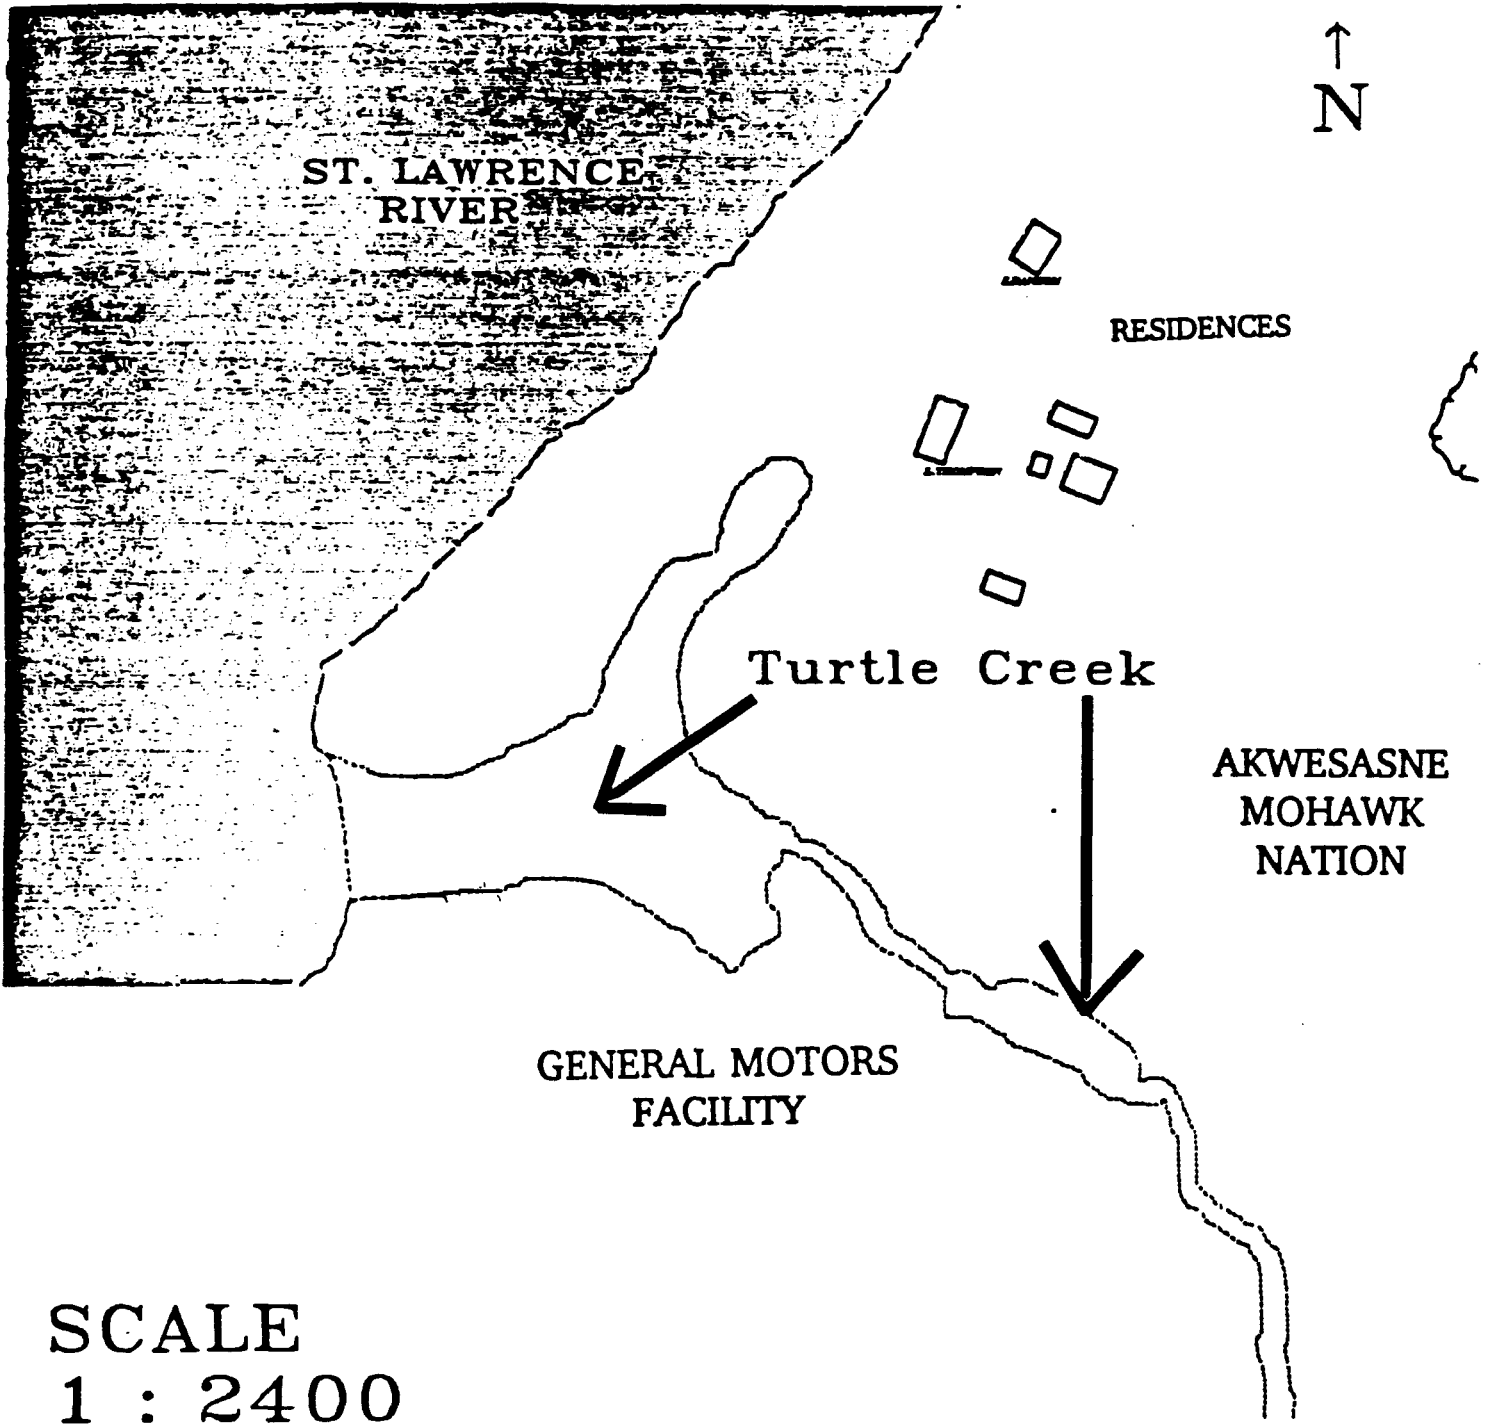 ↑
N
ST. LAWRENCE
RIVER
RESIDENCES
Turtle Creek
AKWESASNE
MOHAWK
NATION
GENERAL MOTORS
FACILITY
SCALE
1 : 2400